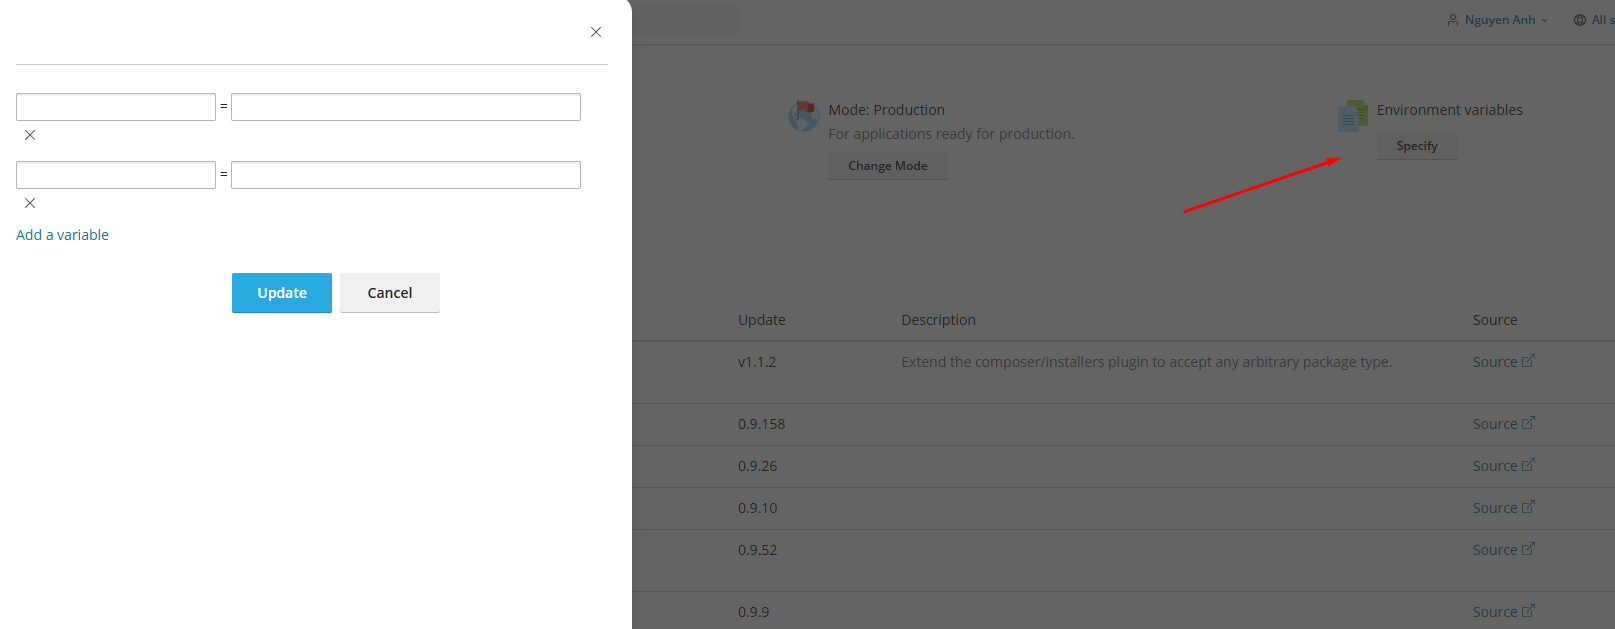 Nguyen Anh
All s
=
=
Add a variable
Update
Cancel
Mode: Production
For applications ready for production.
Change Mode
Environment variables
Specify
Update Description Source
v1.1.2 Extend the composer/installers plugin to accept any arbitrary package type. Source
0.9.158 Source
0.9.26 Source
0.9.10 Source
0.9.52 Source
0.9.9 Source